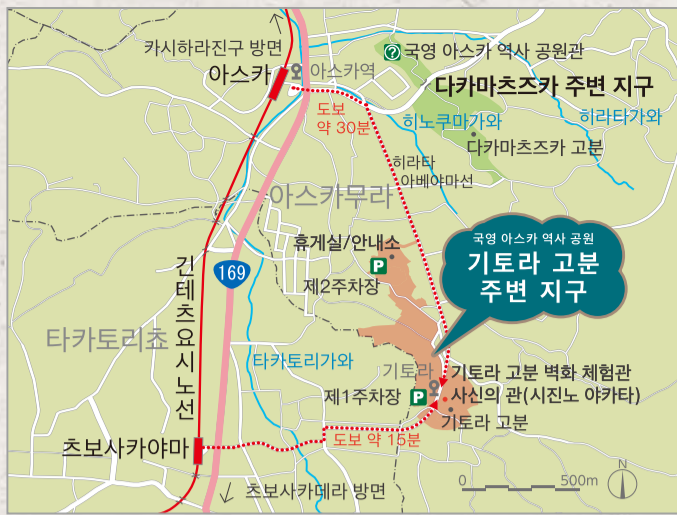 카시하라진구 방면
아스카
아스카역
국영 아스카 역사 공원관
다카마츠즈카 주변 지구
도보
약 30분
히노쿠마가와
히라타가와
다카마츠즈카 고분
히라타
아베야마선
아스카무라
국영 아스카 역사 공원
기토라 고분
주변 지구
휴게실/안내소
P
제2주차장
169
긴테츠요시노선
타카토리쵸
타카토리가와
기토라
기토라 고분 벽화 체험관
사신의 관(시진노 야카타)
제1주차장
P
기토라 고분
츠보사카야마
도보 약 15분
츠보사카데라 방면
0
500m
N